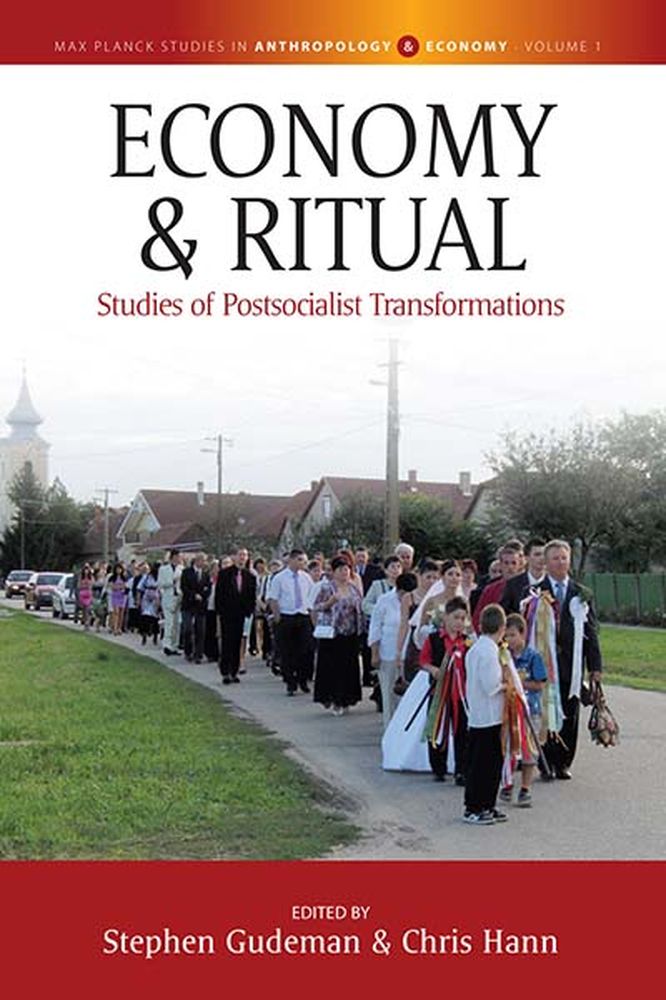 MAX PLANCK STUDIES IN ANTHROPOLOGY & ECONOMY · VOLUME 1
ECONOMY
& RITUAL
Studies of Postsocialist Transformations
EDITED BY
Stephen Gudeman & Chris Hann